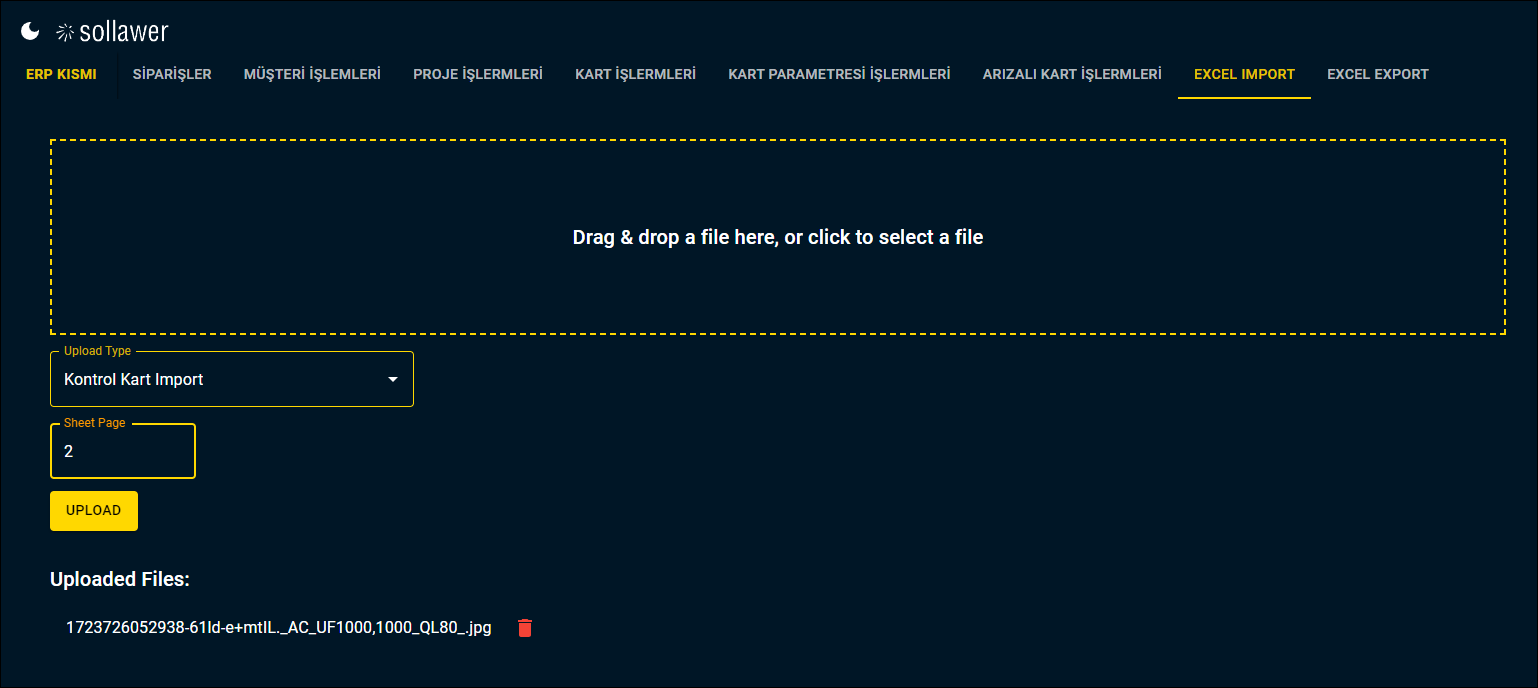 sollawer
ERP KISMI SİPARİŞLER MÜŞTERİ İŞLEMLERİ PROJE İŞLERMLERİ KART İŞLERMLERİ KART PARAMETRESİ İŞLERMLERİ ARIZALI KART İŞLERMLERİ EXCEL IMPORT EXCEL EXPORT
Drag & drop a file here, or click to select a file
Upload Type
Kontrol Kart Import
Sheet Page
2
UPLOAD
Uploaded Files:
1723726052938-61Id-e+mtIL._AC_UF1000,1000_QL80_.jpg